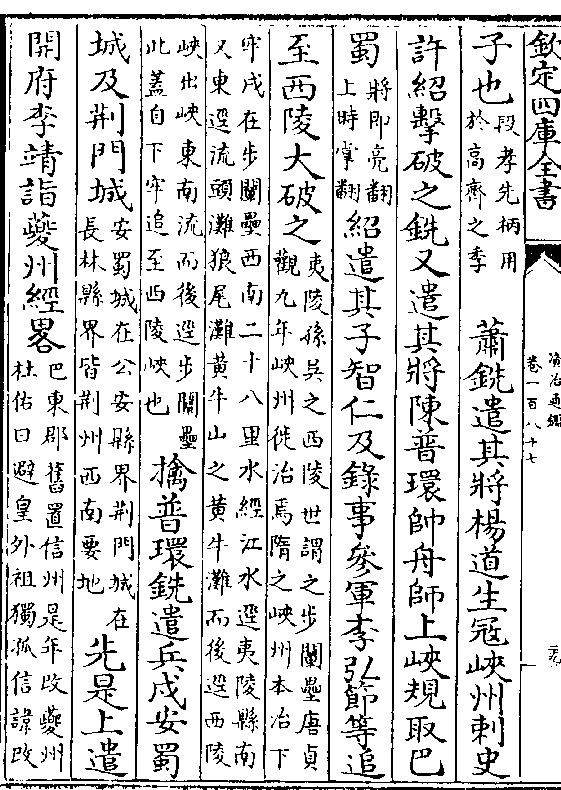 欽定四庫全書
資治通鑑
卷一百八十七
子也段孝先柄用於高齊之季 蕭銑遣其將楊道生冦峽州刺史
許紹擊破之銑又遣其將陳普環帥舟師上峽規取巴
蜀將即亮翻上時掌翻紹遣其子智仁及錄事參軍李弘節等追
至西陵大破之夷陵孫吳之西陵世謂之步闡壘唐貞觀九年峽州徙治焉隋之峽州本治下
牢戍在步闡壘西南二十八里水經江水逕夷陵縣南又東逕流頭灘狼尾灘黄牛山之黄牛灘而後逕西陵
峽出峽東南流而後逕步闡壘此蓋自下牢追至西陵峽也擒普環銑遣兵戍安蜀
城及荆門城安蜀城在公安縣界荆門城在長林縣界皆荆州西南要地先是上遣
開府李靖詣夔州經畧巴東郡舊置信州是年改夔州杜佑曰避皇外祖獨孤信諱改